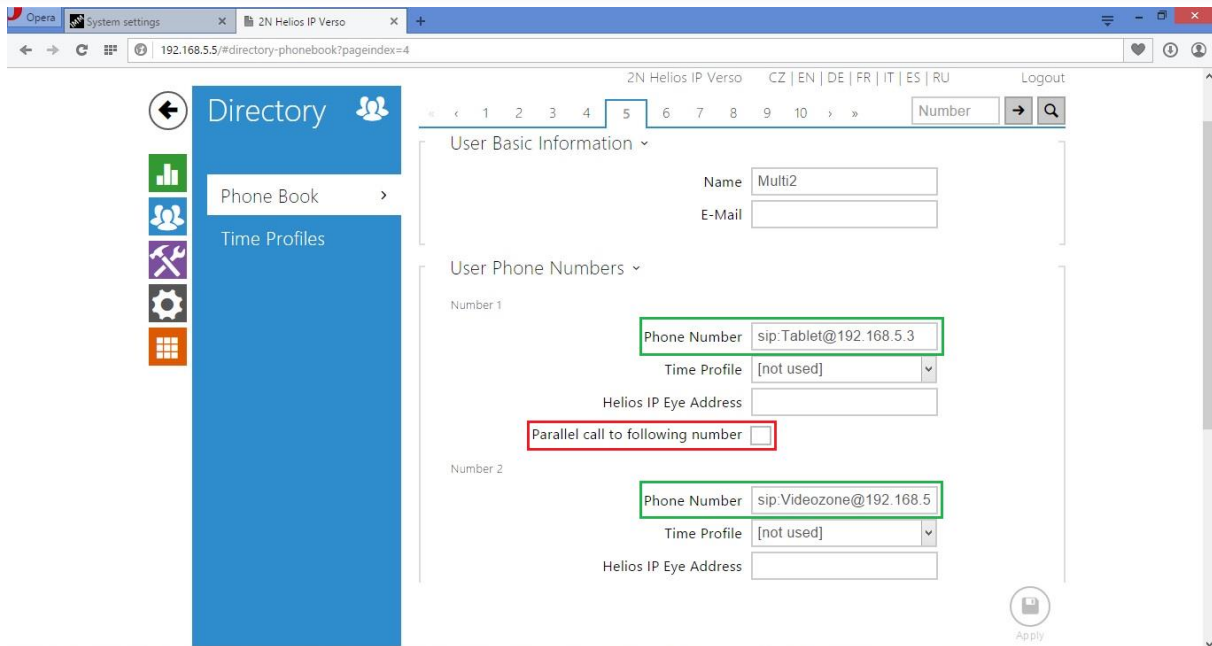 Opera System settings × 2N Helios IP Verso × +
192.168.5.5/#directory-phonebook?pageindex=4
2N Helios IP Verso CZ | EN | DE | FR | IT | ES | RU Logout
Directory
« ‹ 1 2 3 4 5 6 7 8 9 10 › » Number
User Basic Information
Name Multi2
E-Mail
Phone Book ›
Time Profiles
User Phone Numbers
Number 1
Phone Number sip:Tablet@192.168.5.3
Time Profile [not used]
Helios IP Eye Address
Parallel call to following number
Number 2
Phone Number sip:Videozone@192.168.5
Time Profile [not used]
Helios IP Eye Address
Apply